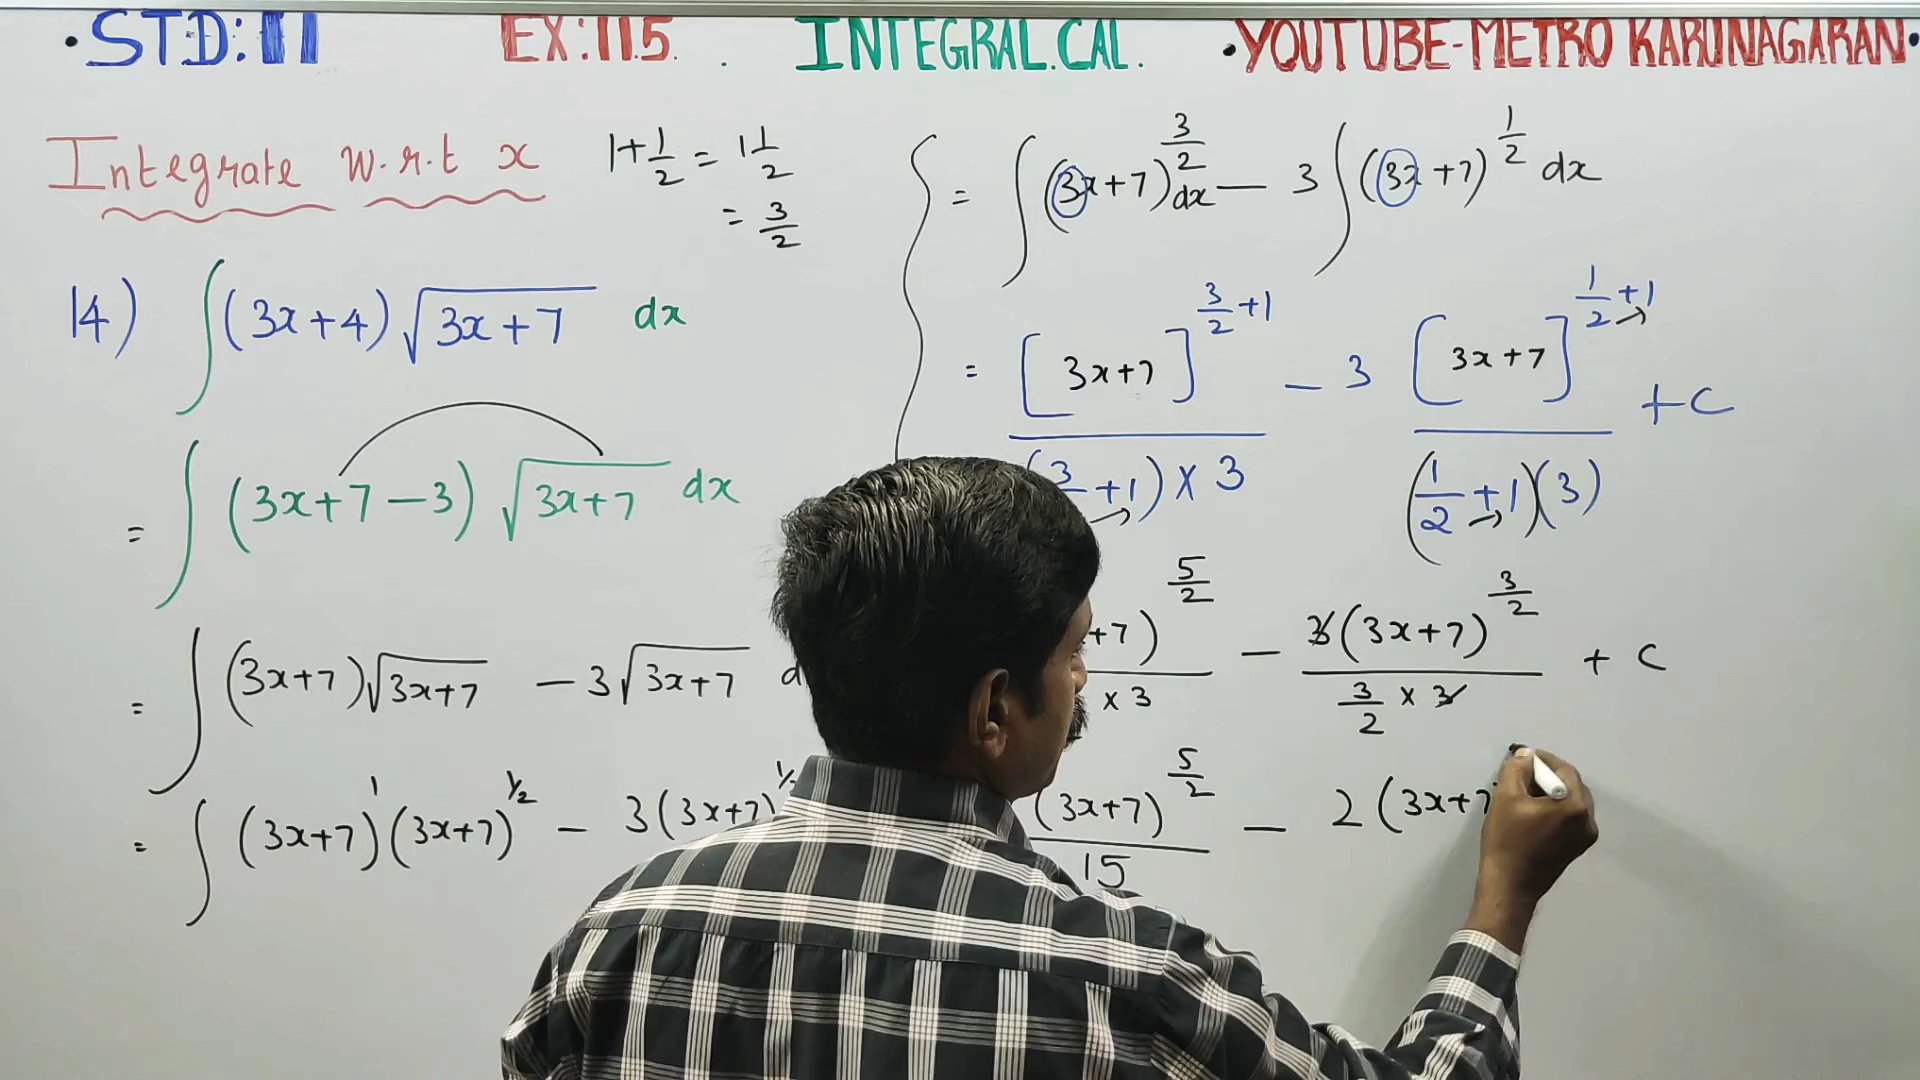 • STD: 11 EX: 11.5. . INTEGRAL.CAL. • YOUTUBE-METRO KARUNAGARAN •
Integrate w.r.t x
1+1/2 = 1 1/2
= 3/2
14) ∫(3x+4)√(3x+7) dx
= ∫(3x+7-3) √(3x+7) dx
= ∫(3x+7)√(3x+7) - 3√(3x+7) d
= ∫(3x+7)^1 (3x+7)^1/2 - 3(3x+7)^1/
= ∫(3x+7)^3/2 dx - 3∫(3x+7)^1/2 dx
= [3x+7]^(3/2+1) / (3/2+1)×3 - 3 [3x+7]^(1/2+1) / (1/2+1)(3) + c
+7)^5/2 / × 3 - 3(3x+7)^3/2 / 3/2 × 3 + c
(3x+7)^5/2 / 15 - 2(3x+7)